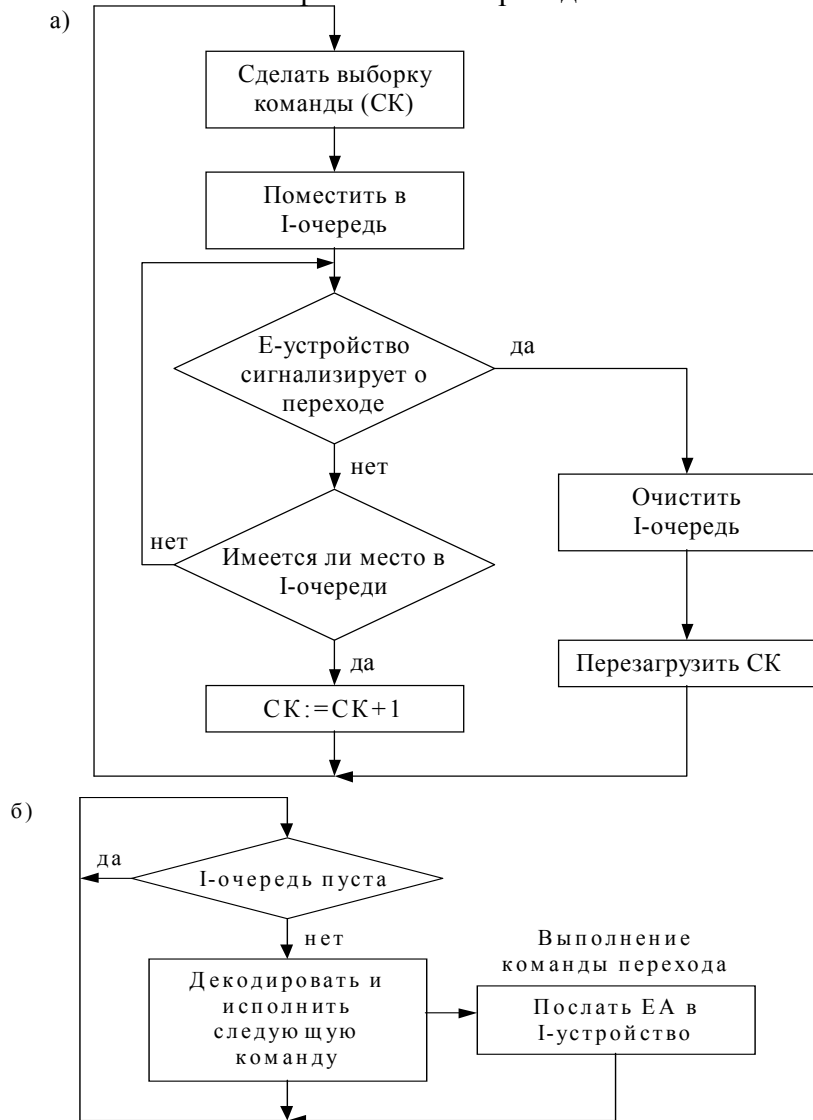 а)
Сделать выборку
команды (СК)
Поместить в
I-очередь
Е-устройство
сигнализирует о
переходе
да
нет
Очистить
I-очередь
нет
Имеется ли место в
I-очереди
да
Перезагрузить СК
СК:=СК+1
б)
да
I-очередь пуста
нет
Выполнение
команды перехода
Декодировать и
исполнить
следующую
команду
Послать ЕА в
I-устройство